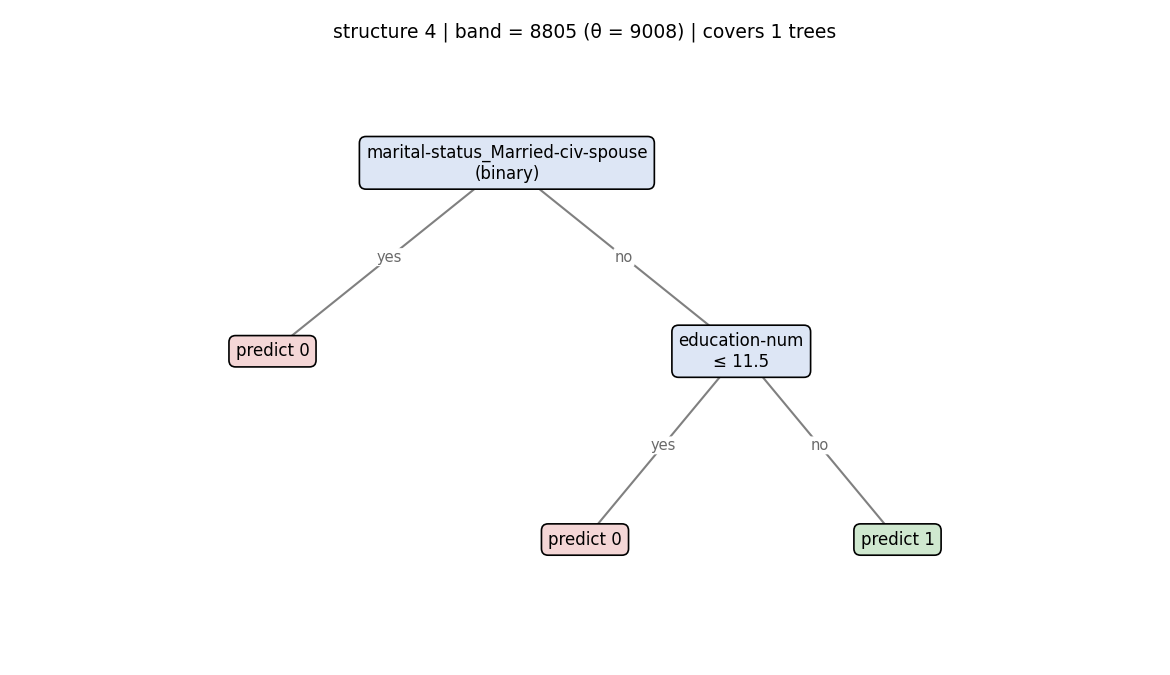 structure 4 | band = 8805 (θ = 9008) | covers 1 trees
marital-status_Married-civ-spouse
(binary)
yes
no
predict 0
education-num
≤ 11.5
yes
no
predict 0
predict 1